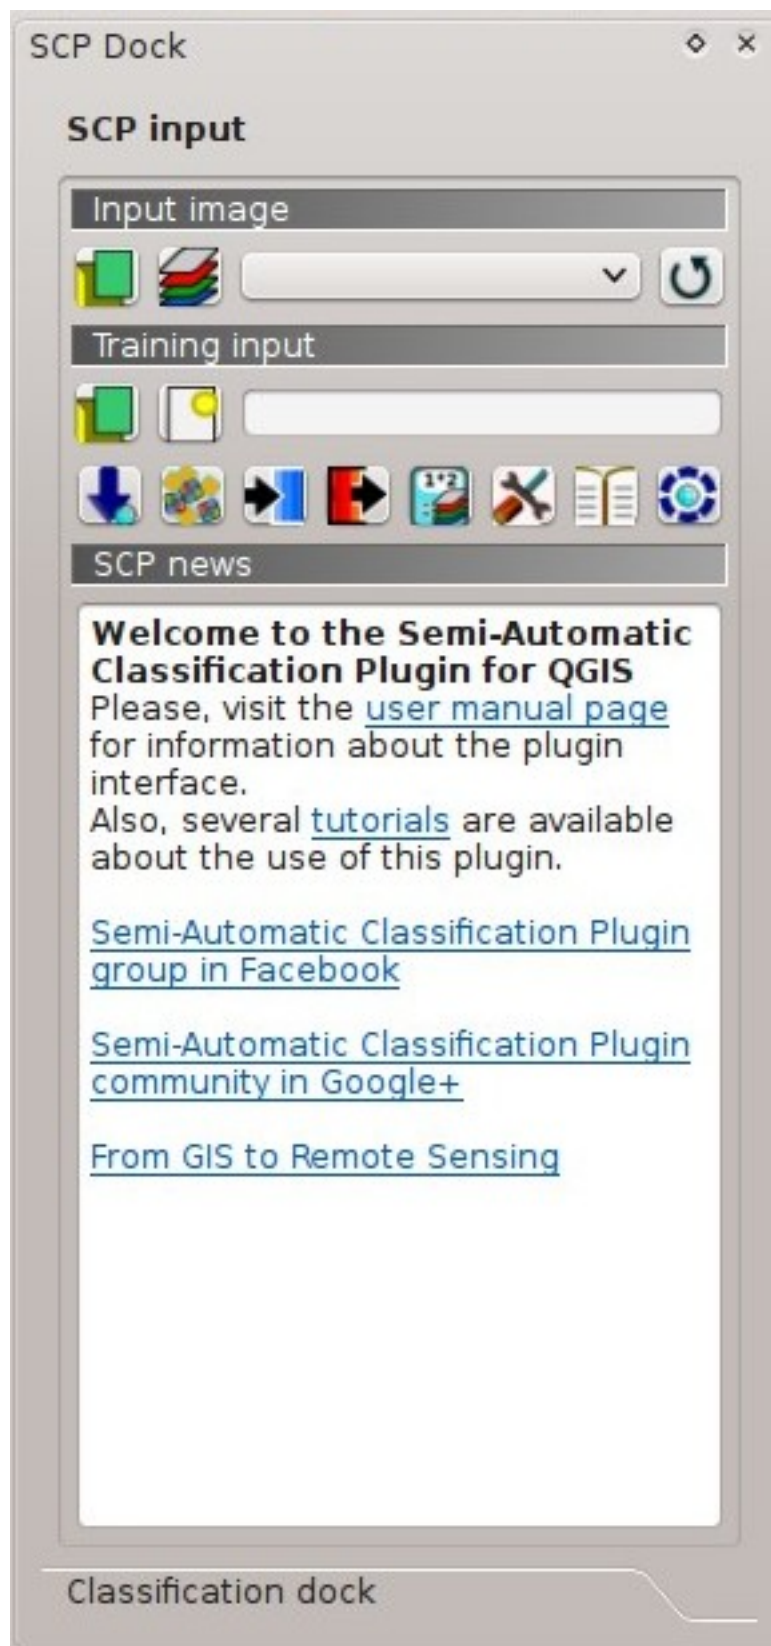 SCP Dock
SCP input
Input image
Training input
1*2
SCP news
Welcome to the Semi-Automatic
Classification Plugin for QGIS
Please, visit the user manual page
for information about the plugin
interface.
Also, several tutorials are available
about the use of this plugin.
Semi-Automatic Classification Plugin
group in Facebook
Semi-Automatic Classification Plugin
community in Google+
From GIS to Remote Sensing
Classification dock